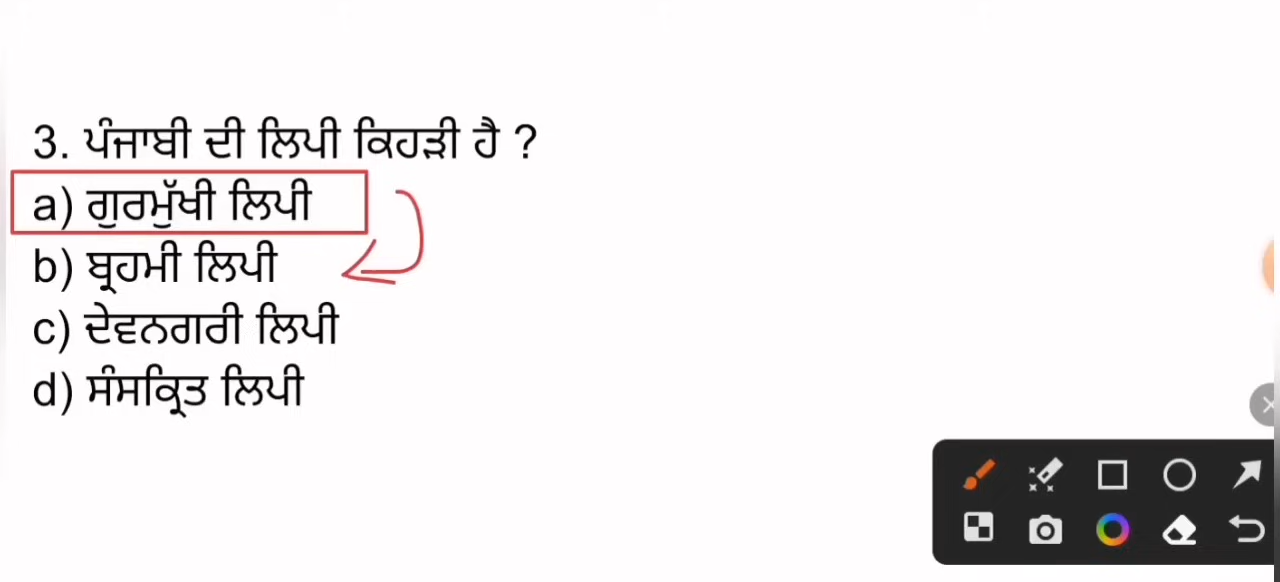 3. ਪੰਜਾਬੀ ਦੀ ਲਿਪੀ ਕਿਹੜੀ ਹੈ ?
a) ਗੁਰਮੁੱਖੀ ਲਿਪੀ
b) ਬ੍ਰਹਮੀ ਲਿਪੀ
c) ਦੇਵਨਗਰੀ ਲਿਪੀ
d) ਸੰਸਕ੍ਰਿਤ ਲਿਪੀ